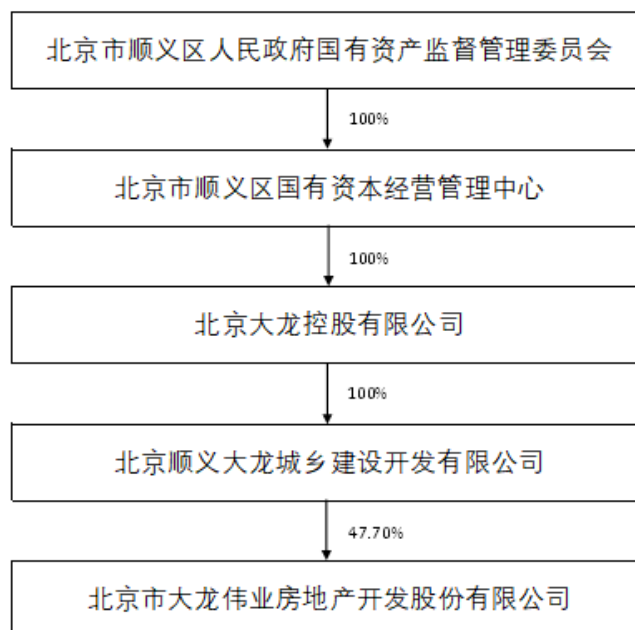 北京市顺义区人民政府国有资产监督管理委员会
100%
北京市顺义区国有资本经营管理中心
100%
北京大龙控股有限公司
100%
北京顺义大龙城乡建设开发有限公司
47.70%
北京市大龙伟业房地产开发股份有限公司